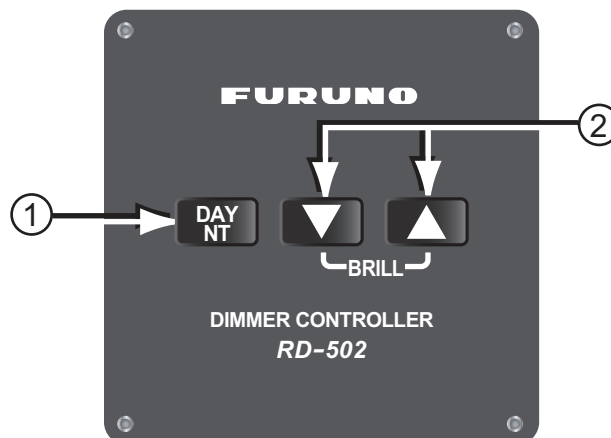 FURUNO
2
1
DAY
NT
▼
▲
BRILL
DIMMER CONTROLLER
RD-502